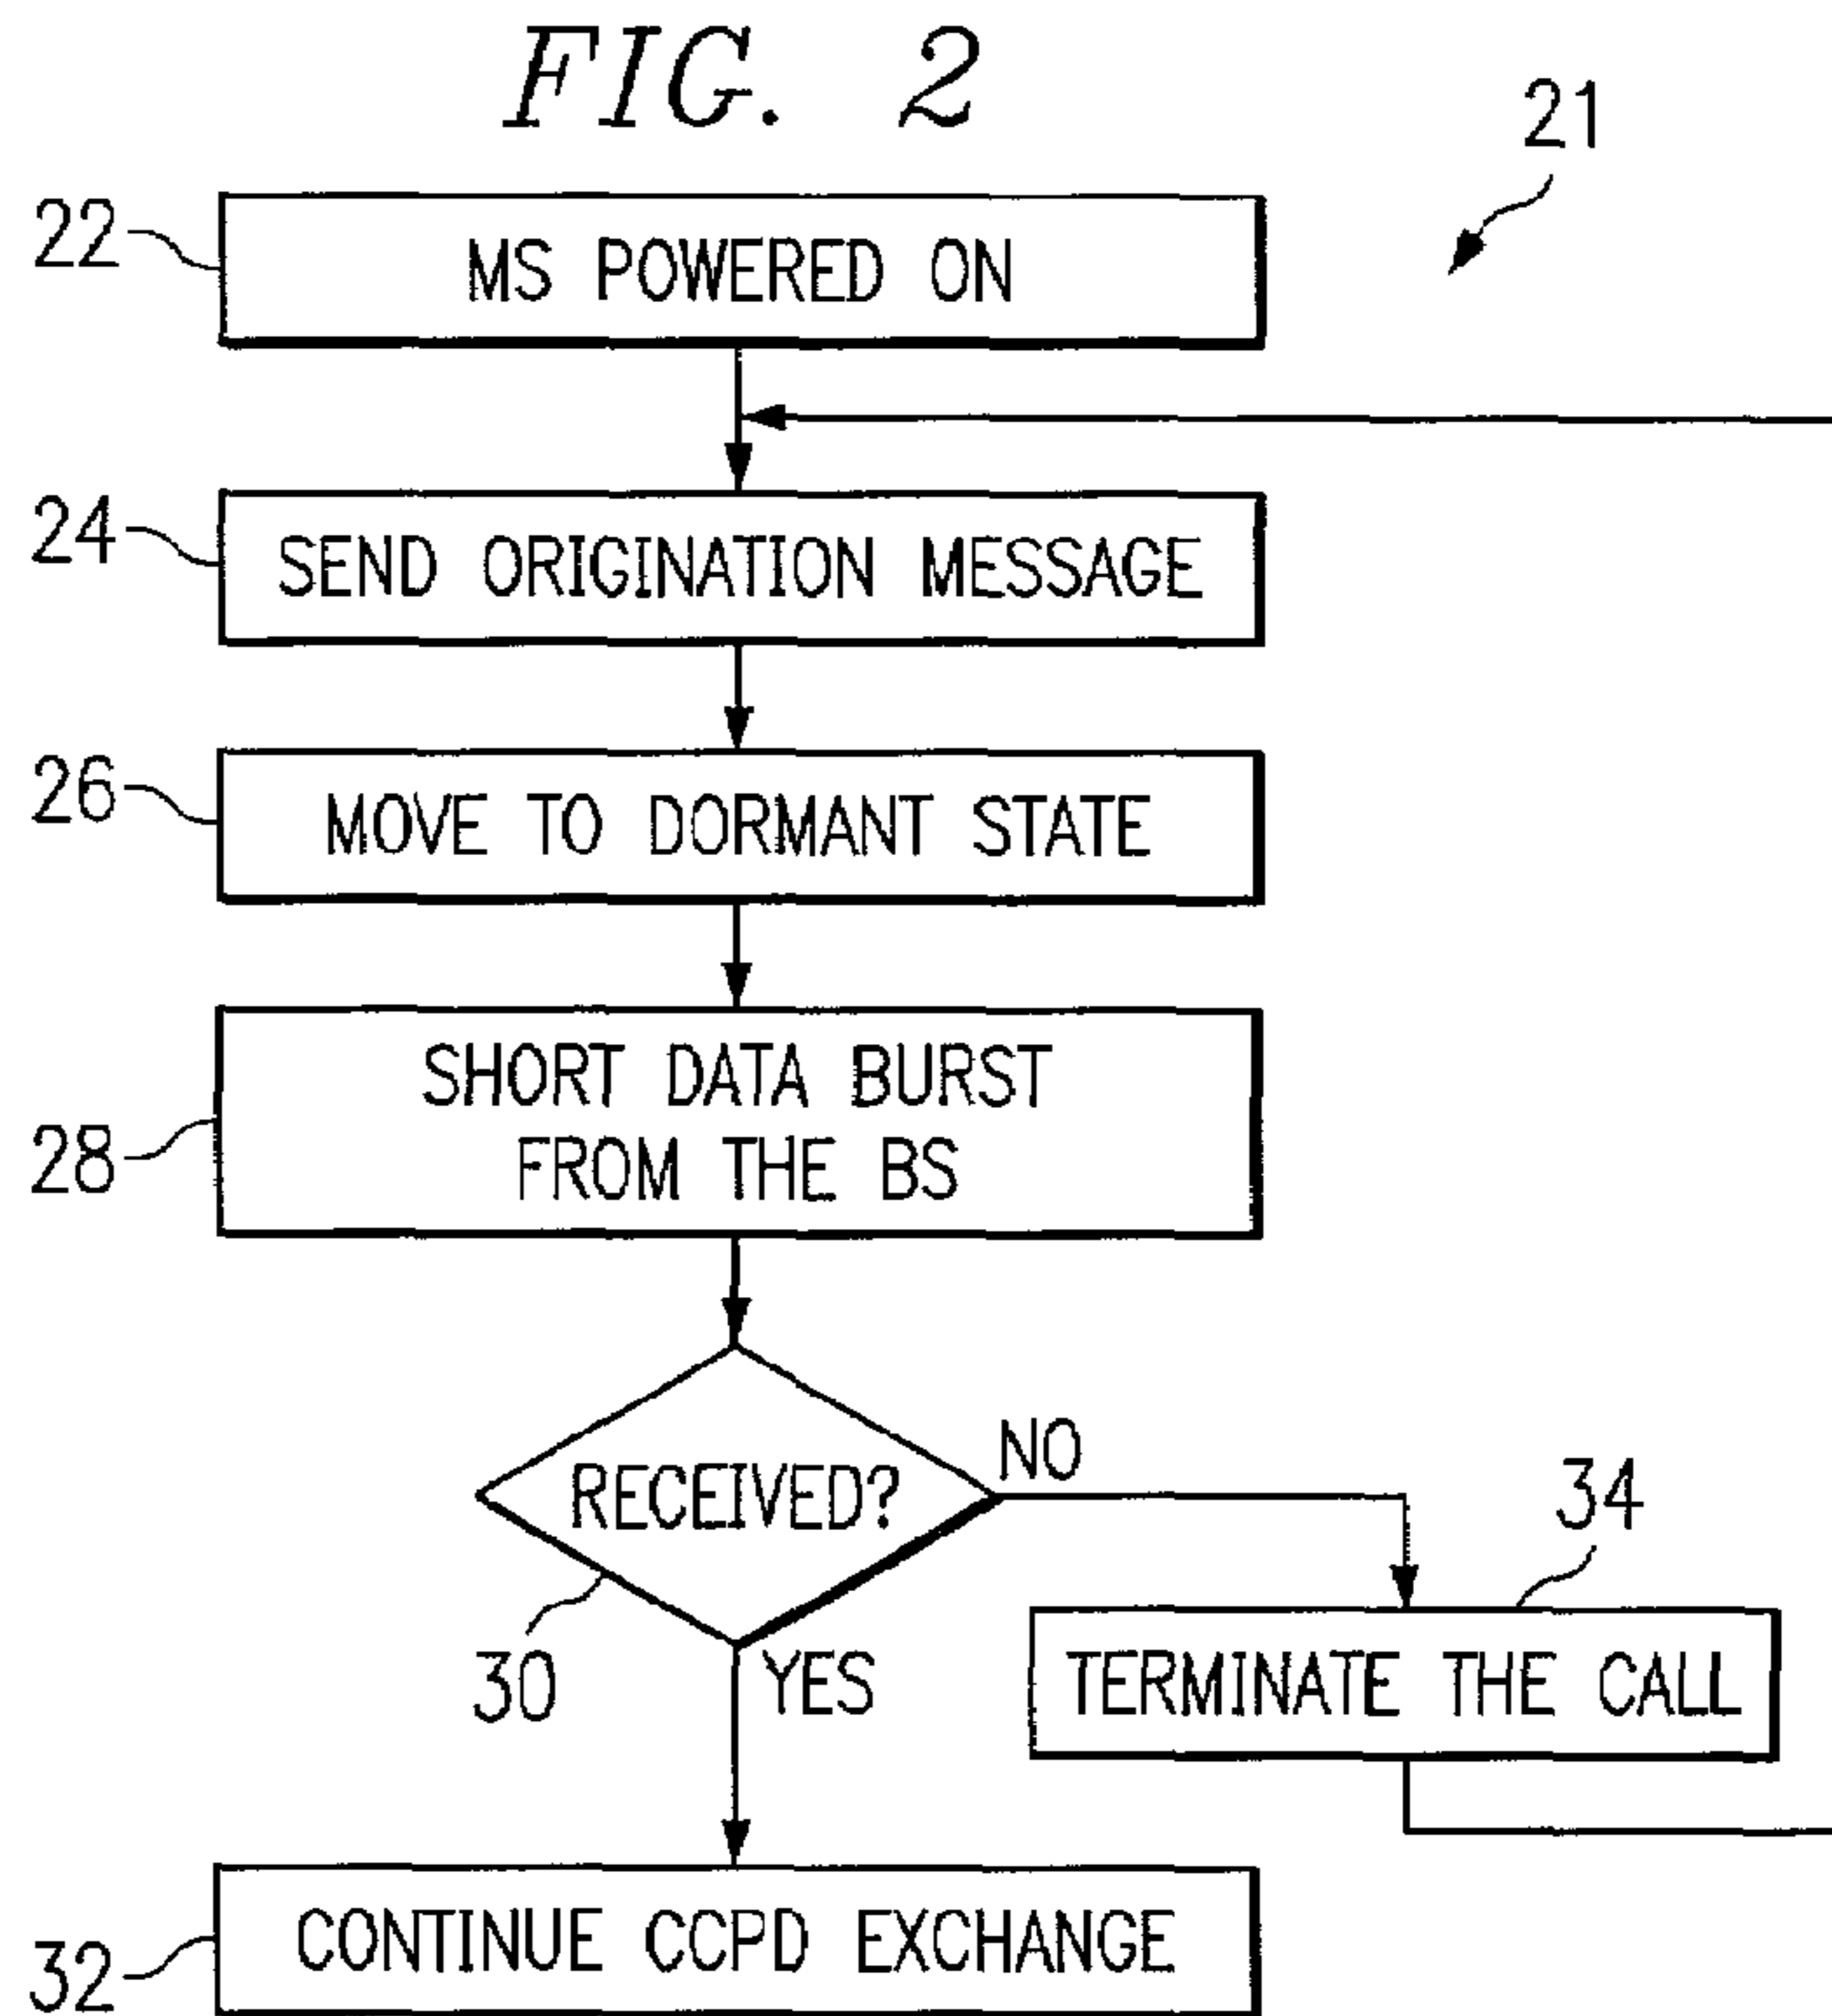 FIG. 2
21
22
MS POWERED ON
24
SEND ORIGINATION MESSAGE
26
MOVE TO DORMANT STATE
28
SHORT DATA BURST
FROM THE BS
RECEIVED?
NO
30
YES
34
TERMINATE THE CALL
32
CONTINUE CCPD EXCHANGE